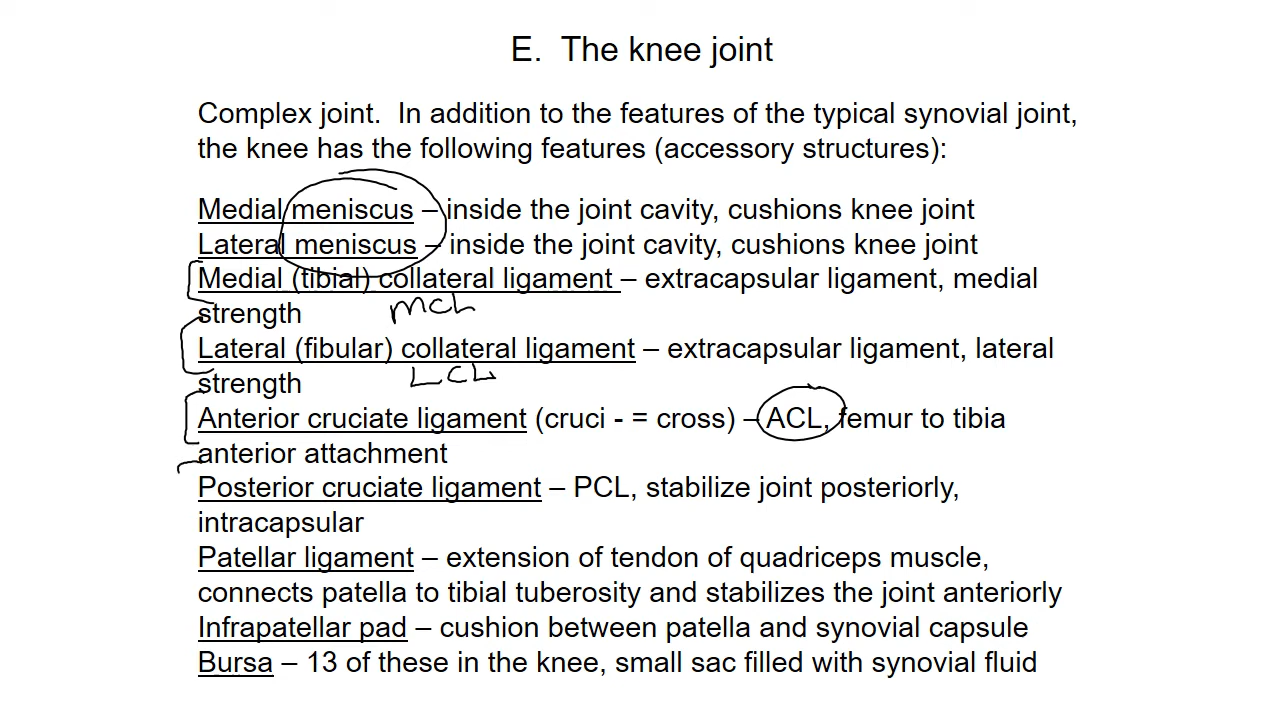 E. The knee joint
Complex joint. In addition to the features of the typical synovial joint,
the knee has the following features (accessory structures):
Medial meniscus – inside the joint cavity, cushions knee joint
Lateral meniscus – inside the joint cavity, cushions knee joint
Medial (tibial) collateral ligament – extracapsular ligament, medial
strength
MCL
Lateral (fibular) collateral ligament – extracapsular ligament, lateral
strength
LCL
Anterior cruciate ligament (cruci - = cross) – ACL, femur to tibia
anterior attachment
Posterior cruciate ligament – PCL, stabilize joint posteriorly,
intracapsular
Patellar ligament – extension of tendon of quadriceps muscle,
connects patella to tibial tuberosity and stabilizes the joint anteriorly
Infrapatellar pad – cushion between patella and synovial capsule
Bursa – 13 of these in the knee, small sac filled with synovial fluid